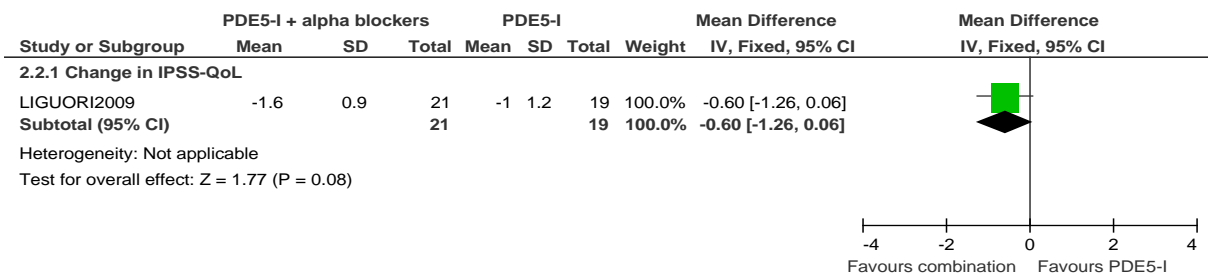 PDE5-I + alpha blockers PDE5-I Mean Difference Mean Difference
Study or Subgroup Mean SD Total Mean SD Total Weight IV, Fixed, 95% CI IV, Fixed, 95% CI
2.2.1 Change in IPSS-QoL
LIGUORI2009 -1.6 0.9 21 -1 1.2 19 100.0% -0.60 [-1.26, 0.06]
Subtotal (95% CI) 21 19 100.0% -0.60 [-1.26, 0.06]
Heterogeneity: Not applicable
Test for overall effect: Z = 1.77 (P = 0.08)
-4 -2 0 2 4
Favours combination Favours PDE5-I